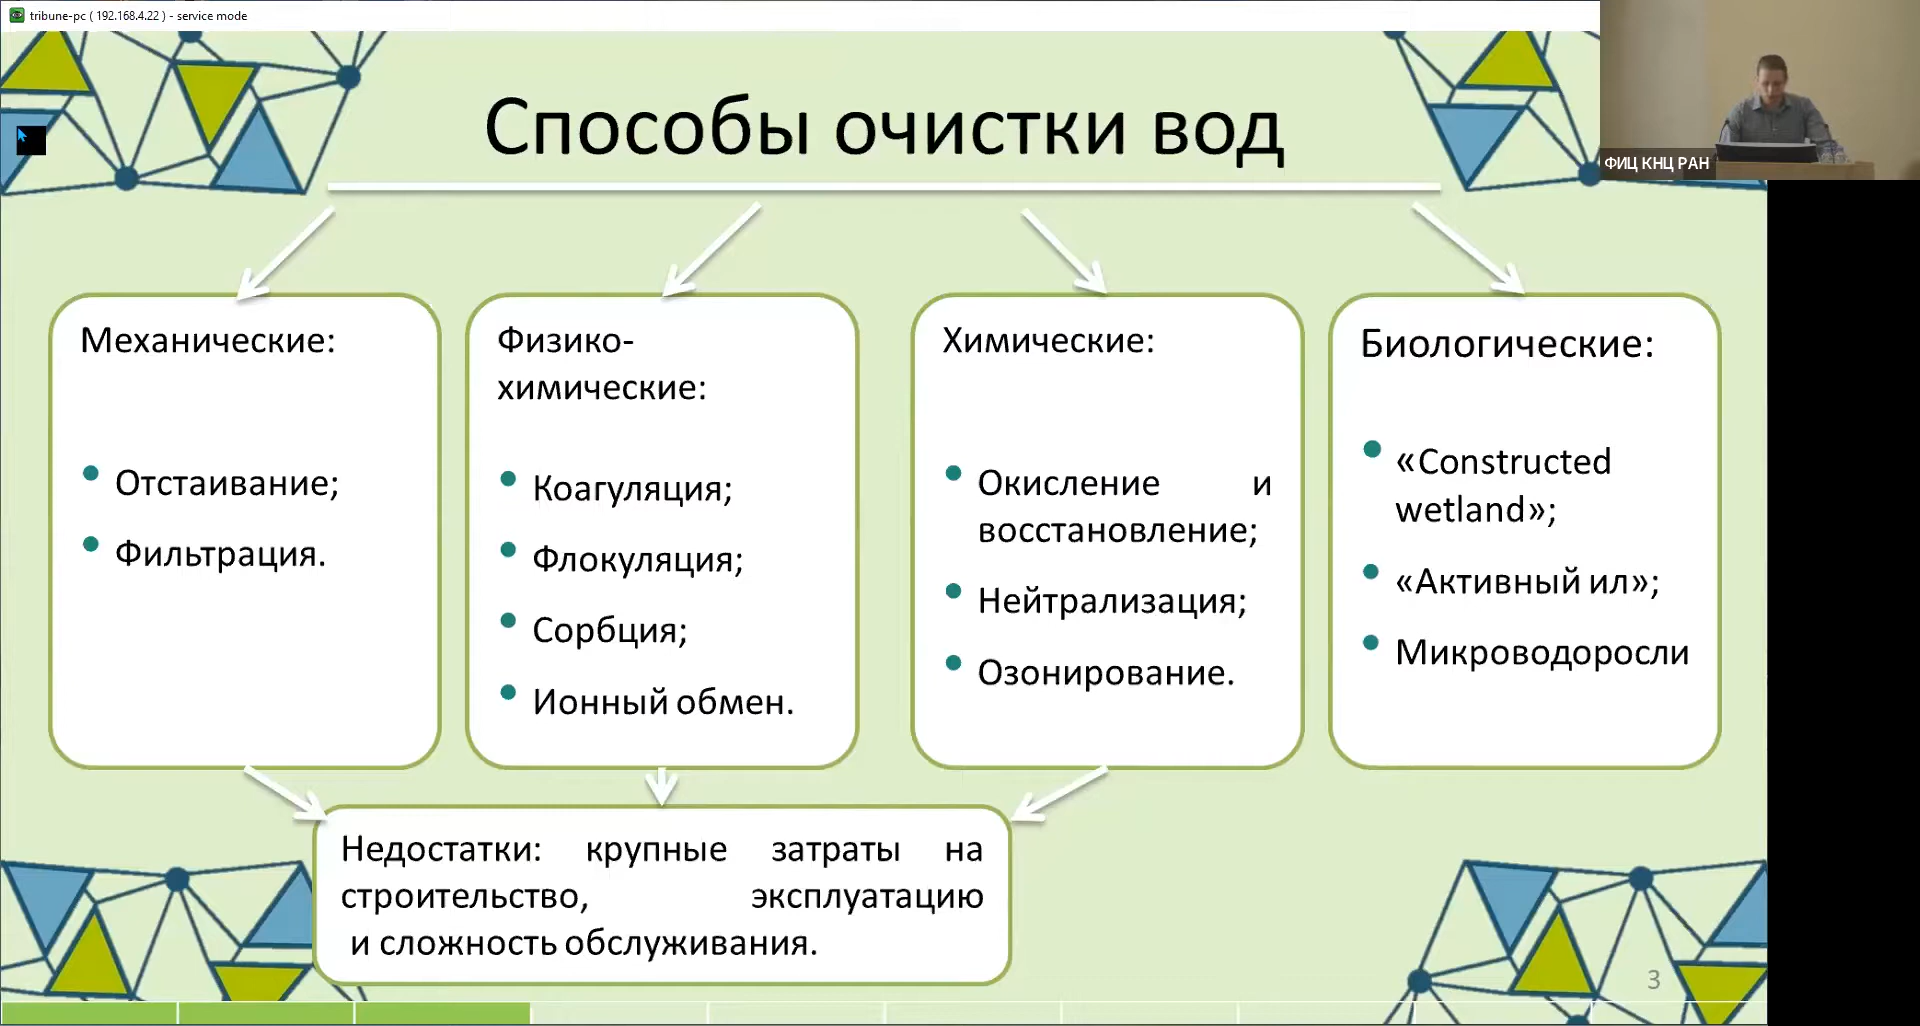 tribune-pc ( 192.168.4.22 ) - service mode
ФИЦ КНЦ РАН
Способы очистки вод
Механические:
Отстаивание;
Фильтрация.
Физико-
химические:
Коагуляция;
Флокуляция;
Сорбция;
Ионный обмен.
Химические:
Окисление и
восстановление;
Нейтрализация;
Озонирование.
Биологические:
«Constructed
wetland»;
«Активный ил»;
Микроводоросли
Недостатки: крупные затраты на
строительство, эксплуатацию
и сложность обслуживания.
3